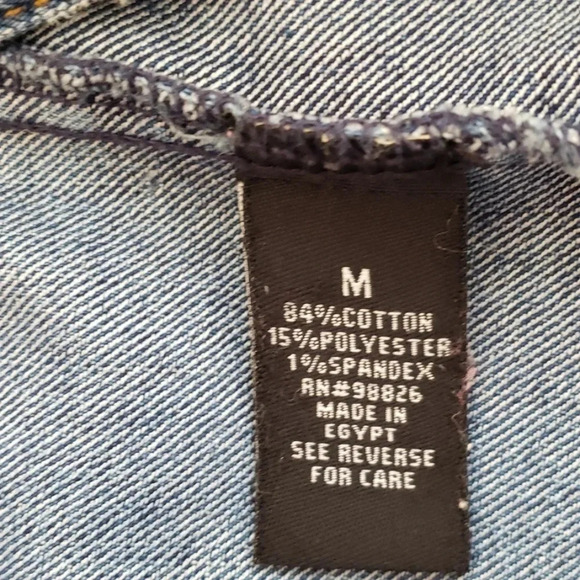 M
84%COTTON
15%POLYESTER
1%SPANDEX
RN#98826
MADE IN
EGYPT
SEE REVERSE
FOR CARE